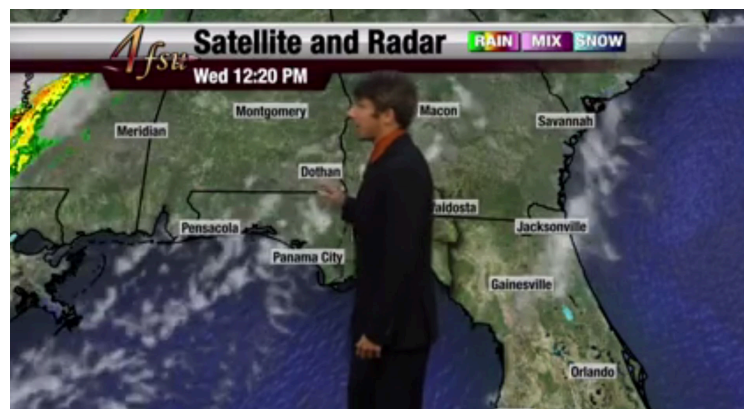 4fsu
Satellite and Radar
RAIN MIX SNOW
Wed 12:20 PM
Montgomery
Macon
Meridian
Savannah
Dothan
Valdosta
Pensacola
Jacksonville
Panama City
Gainesville
Orlando